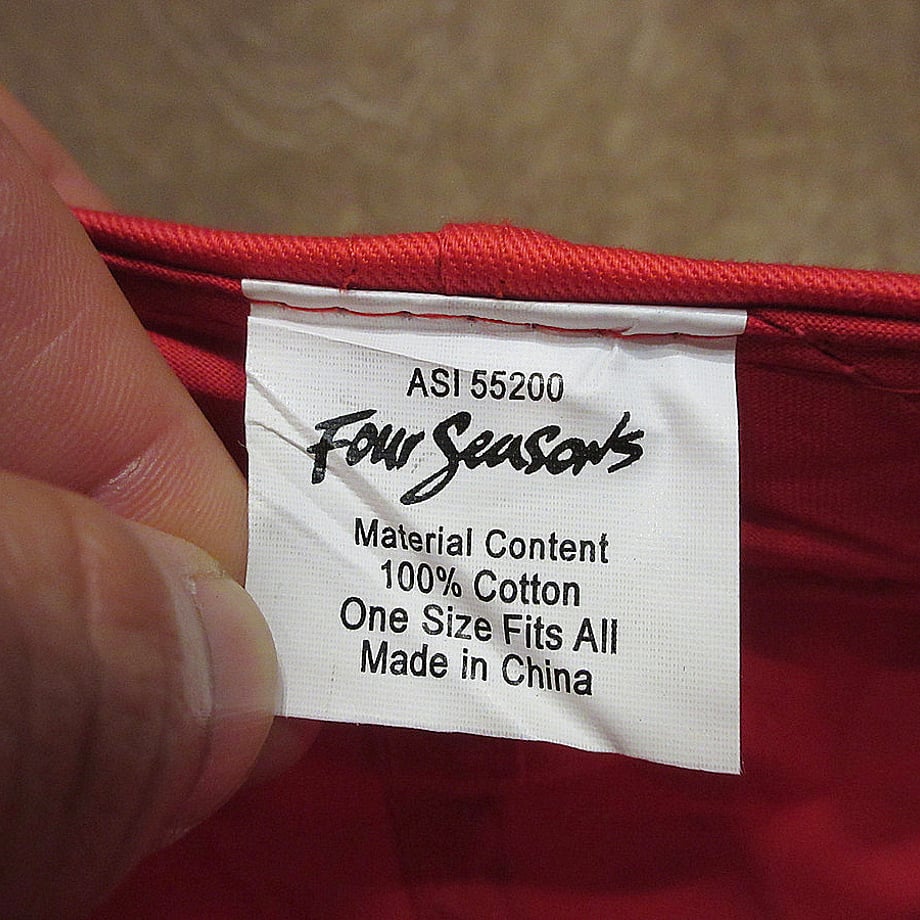 ASI 55200
Four Seasons
Material Content
100% Cotton
One Size Fits All
Made in China